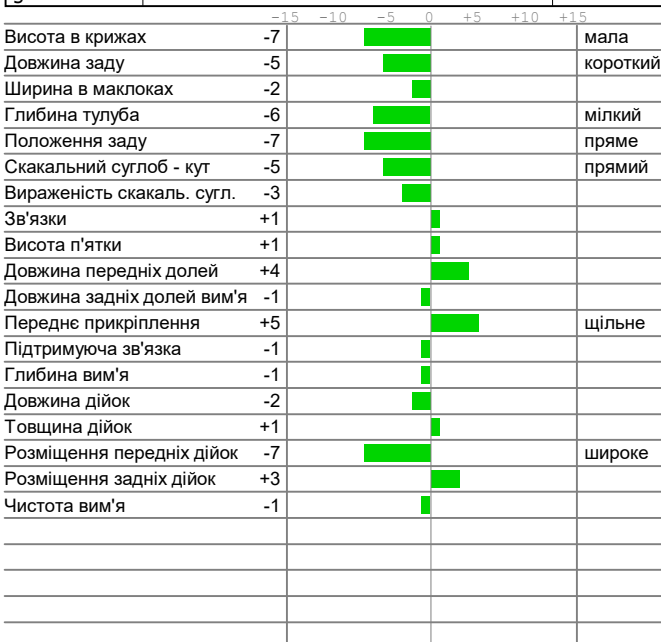 -15 -10 -5 0 +5 +10 +15
Висота в крижах -7 мала
Довжина заду -5 короткий
Ширина в маклоках -2
Глибина тулуба -6 мілкий
Положення заду -7 пряме
Скакальний суглоб - кут -5 прямий
Вираженість скакаль. сугл. -3
Зв'язки +1
Висота п'ятки +1
Довжина передніх долей +4
Довжина задніх долей вим'я -1
Переднє прикріплення +5 щільне
Підтримуюча зв'язка -1
Глибина вим'я -1
Довжина дійок -2
Товщина дійок +1
Розміщення передніх дійок -7 широке
Розміщення задніх дійок +3
Чистота вим'я -1